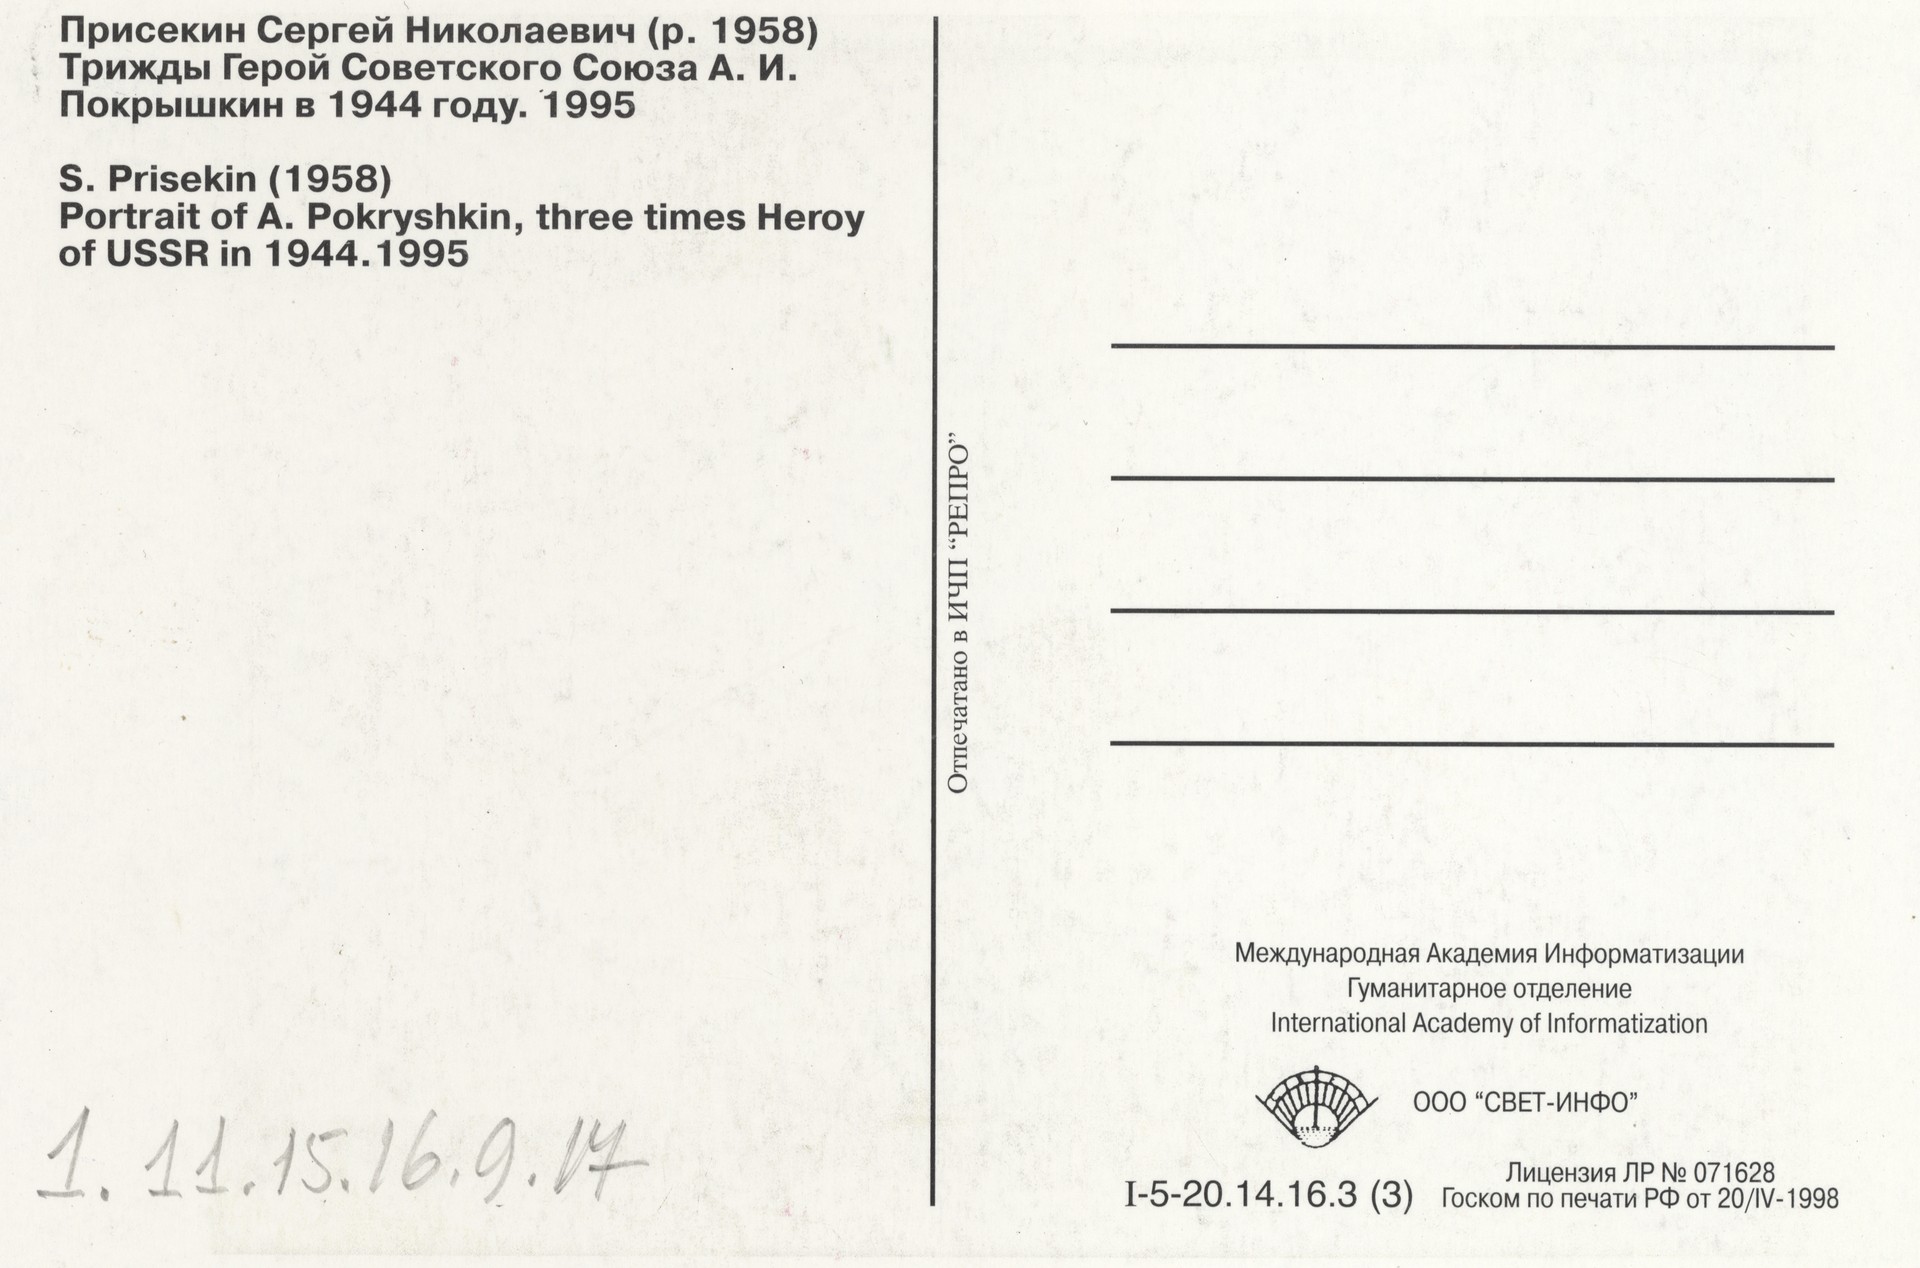 Присекин Сергей Николаевич (р. 1958)
Трижды Герой Советского Союза А. И.
Покрышкин в 1944 году. 1995
S. Prisekin (1958)
Portrait of A. Pokryshkin, three times Heroy
of USSR in 1944.1995
1. 11.15.16.9.17
Отпечатано в ИЧП “РЕПРО”
Международная Академия Информатизации
Гуманитарное отделение
International Academy of Informatization
ООО “СВЕТ-ИНФО”
I-5-20.14.16.3 (3)
Лицензия ЛР № 071628
Госком по печати РФ от 20/IV-1998